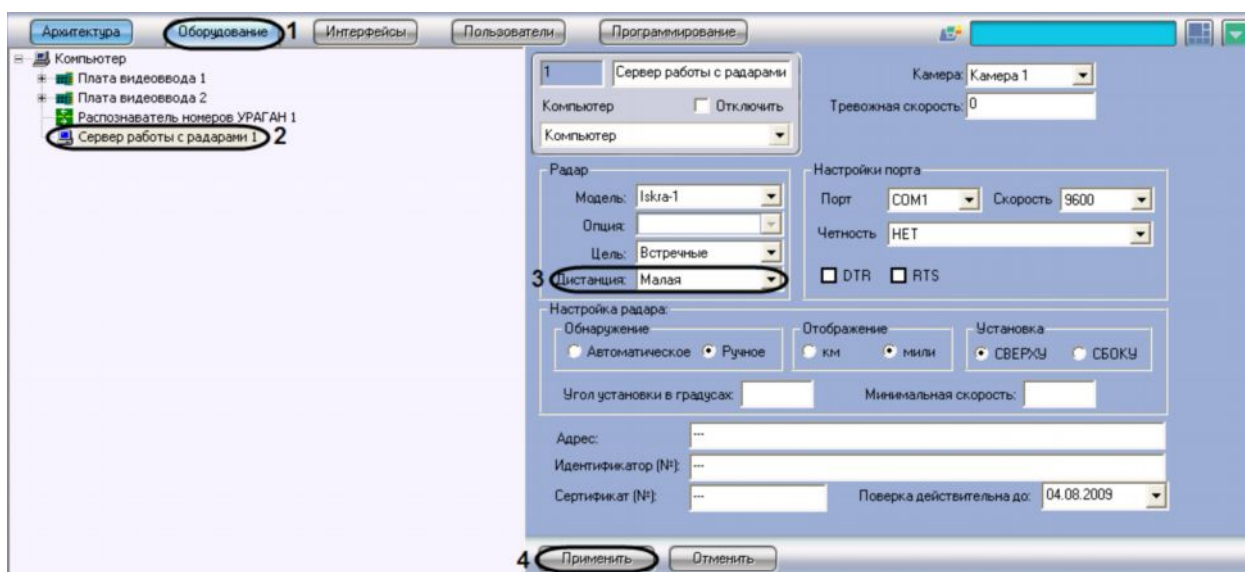 Архитектура Оборудование 1 Интерфейсы Пользователи Программирование
Компьютер
Плата видеоввода 1
Плата видеоввода 2
Распознаватель номеров УРАГАН 1
Сервер работы с радарами 1 2
1 Сервер работы с радарами
Компьютер Отключить
Компьютер
Камера: Камера 1
Тревожная скорость: 0
Радар
Модель: Iskra-1
Опция:
Цель: Встречные
3 Дистанция: Малая
Настройки порта
Порт COM1 Скорость 9600
Четность НЕТ
DTR RTS
Настройка радара:
Обнаружение
Автоматическое Ручное
Отображение
км мили
Установка
СВЕРХУ СБОКУ
Угол установки в градусах: Минимальная скорость:
Адрес: ---
Идентификатор (№): ---
Сертификат (№): --- Поверка действительна до: 04.08.2009
4 Применить Отменить